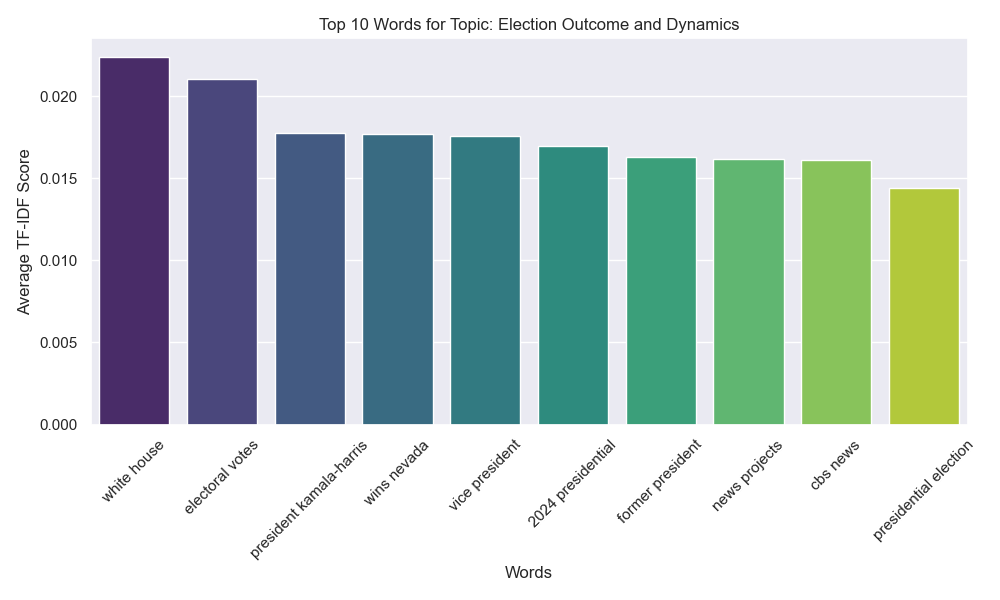 Top 10 Words for Topic: Election Outcome and Dynamics
Average TF-IDF Score
0.020
0.015
0.010
0.005
0.000
white house
electoral votes
president kamala-harris
wins nevada
vice president
2024 presidential
former president
news projects
cbs news
presidential election
Words